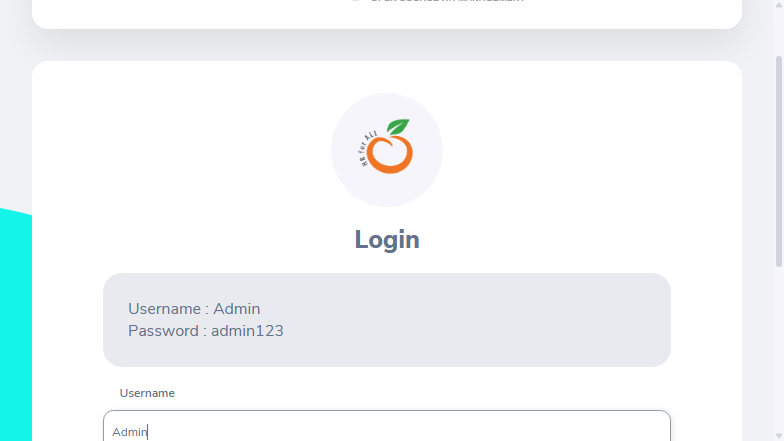 HR for ALL
Login
Username : Admin
Password : admin123
Username
Admin